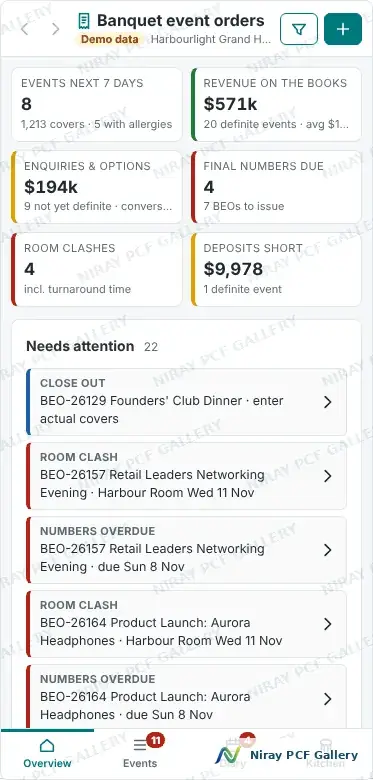 Banquet event orders
Demo data Harbourlight Grand H...
EVENTS NEXT 7 DAYS
8
1,213 covers · 5 with allergies
REVENUE ON THE BOOKS
$571k
20 definite events · avg $1...
ENQUIRIES & OPTIONS
$194k
9 not yet definite · convers...
FINAL NUMBERS DUE
4
7 BEOs to issue
ROOM CLASHES
4
incl. turnaround time
DEPOSITS SHORT
$9,978
1 definite event
Needs attention 22
CLOSE OUT
BEO-26129 Founders' Club Dinner · enter
actual covers
ROOM CLASH
BEO-26157 Retail Leaders Networking
Evening · Harbour Room Wed 11 Nov
NUMBERS OVERDUE
BEO-26157 Retail Leaders Networking
Evening · due Sun 8 Nov
ROOM CLASH
BEO-26164 Product Launch: Aurora
Headphones · Harbour Room Wed 11 Nov
NUMBERS OVERDUE
BEO-26164 Product Launch: Aurora
Headphones · due Sun 8 Nov
Overview
11
Events
Kitchen
Niray PCF Gallery
NIRAY PCF GALLERY